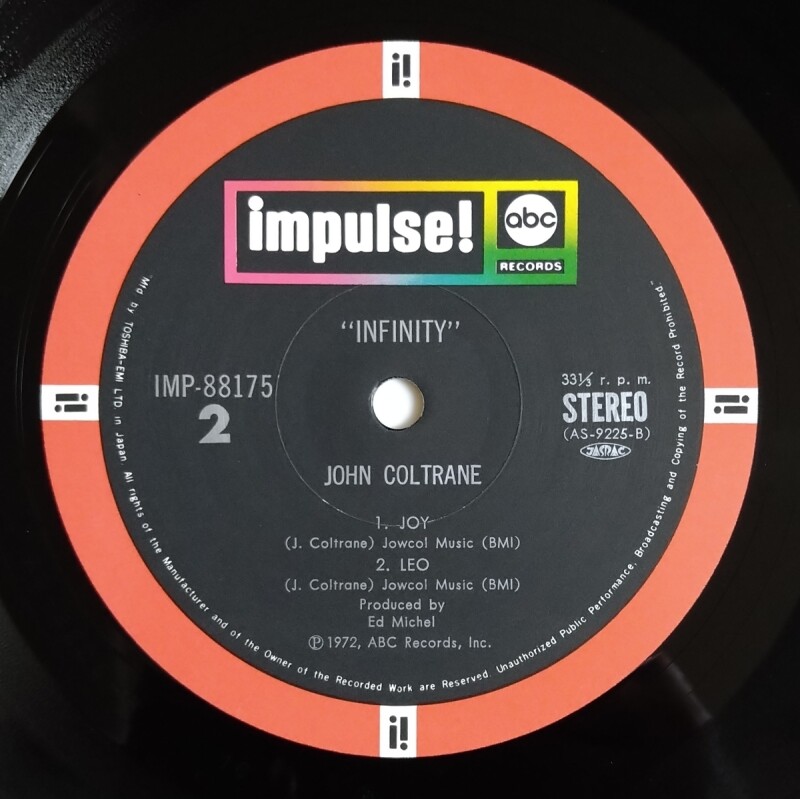 i!
impulse!
abc
RECORDS
"INFINITY"
IMP-88175
2
33⅓ r. p. m.
STEREO
(AS-9225-B)
JASRAC
i!
i!
JOHN COLTRANE
1. JOY
(J. Coltrane) Jowcol Music (BMI)
2. LEO
(J. Coltrane) Jowcol Music (BMI)
Produced by
Ed Michel
Ⓟ1972, ABC Records, Inc.
"Mfd by TOSHIBA-EMI LTD. in Japan. All rights of the Manufacturer and of the Owner of the Recorded Work are Reserved. Unauthorized Public Performance, Broadcasting and Copying of the Record Prohibited."
i!